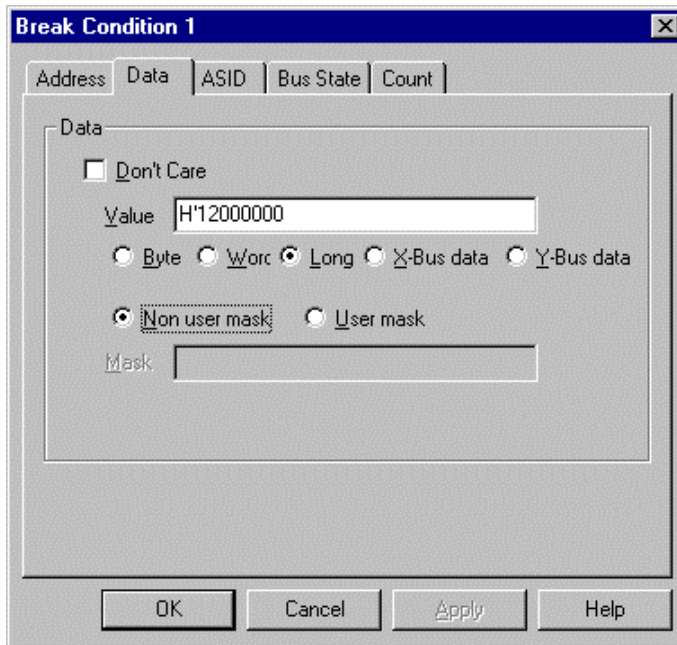 Break Condition 1
Address Data ASID Bus State Count
Data
Don't Care
Value H'12000000
Byte Worc Long X-Bus data Y-Bus data
Non user mask User mask
Mask
OK Cancel Apply Help